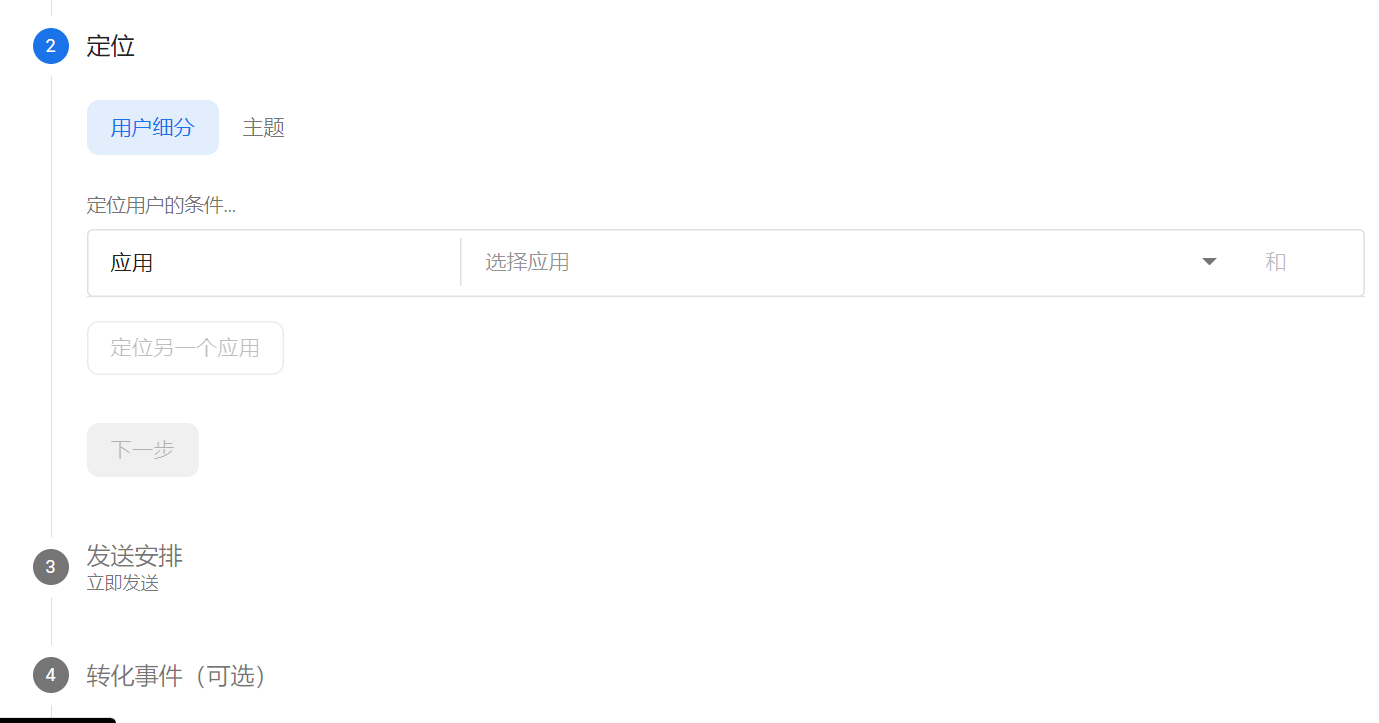 2 定位
用户细分 主题
定位用户的条件...
应用 选择应用 和
定位另一个应用
下一步
3 发送安排
立即发送
4 转化事件（可选）